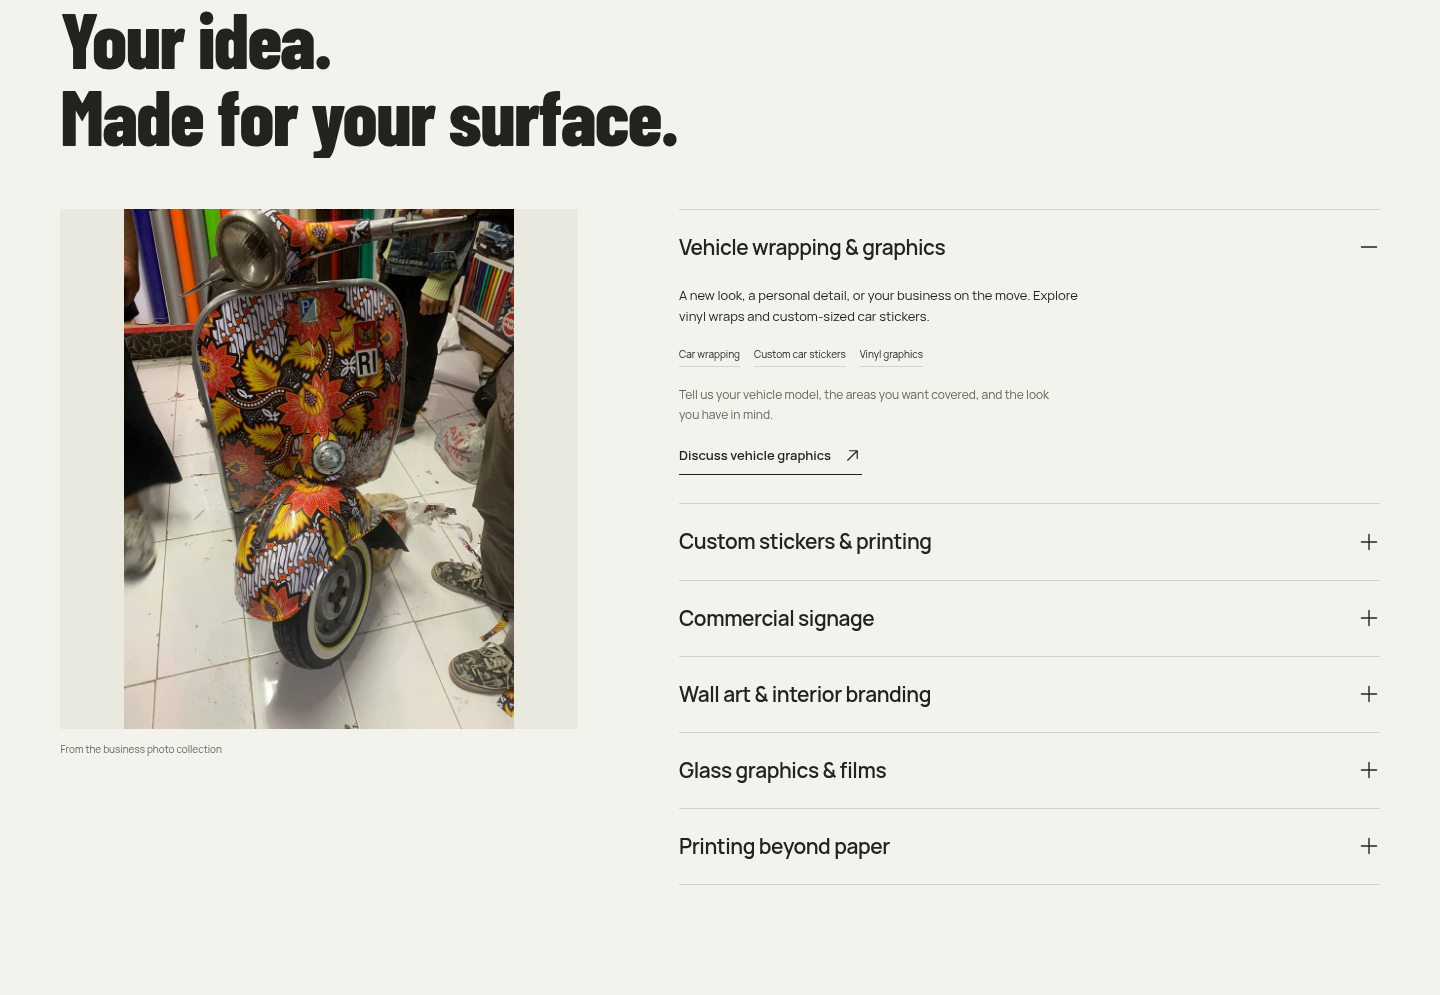 Your idea.
Made for your surface.
RI
From the business photo collection
Vehicle wrapping & graphics
A new look, a personal detail, or your business on the move. Explore
vinyl wraps and custom-sized car stickers.
Car wrapping
Custom car stickers
Vinyl graphics
Tell us your vehicle model, the areas you want covered, and the look
you have in mind.
Discuss vehicle graphics
Custom stickers & printing
Commercial signage
Wall art & interior branding
Glass graphics & films
Printing beyond paper